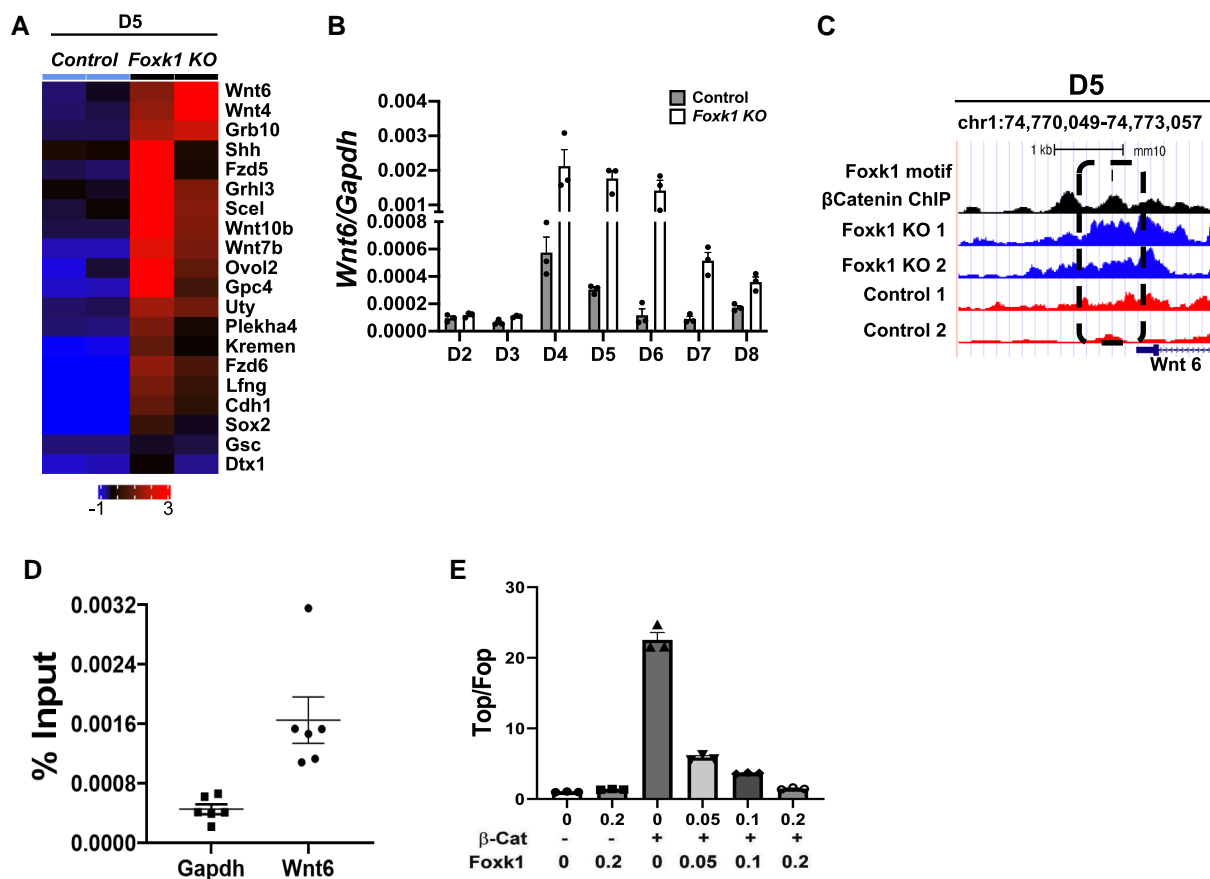 A
D5
Control Foxk1 KO
Wnt6
Wnt4
Grb10
Shh
Fzd5
Grhl3
Scel
Wnt10b
Wnt7b
Ovol2
Gpc4
Uty
Plekha4
Kremen
Fzd6
Lfng
Cdh1
Sox2
Gsc
Dtx1
-1 3
B
Wnt6/Gapdh
Control
Foxk1 KO
0.004
0.003
0.002
0.001
0.0008
0.0006
0.0004
0.0002
0.0000
D2 D3 D4 D5 D6 D7 D8
C
D5
chr1:74,770,049-74,773,057
1 kb mm10
Foxk1 motif
βCatenin ChIP
Foxk1 KO 1
Foxk1 KO 2
Control 1
Control 2
Wnt 6
D
% Input
0.0032
0.0024
0.0016
0.0008
0.0000
Gapdh Wnt6
E
Top/Fop
30
20
10
0
0 0.2 0 0.05 0.1 0.2
β-Cat - - + + + +
Foxk1 0 0.2 0 0.05 0.1 0.2